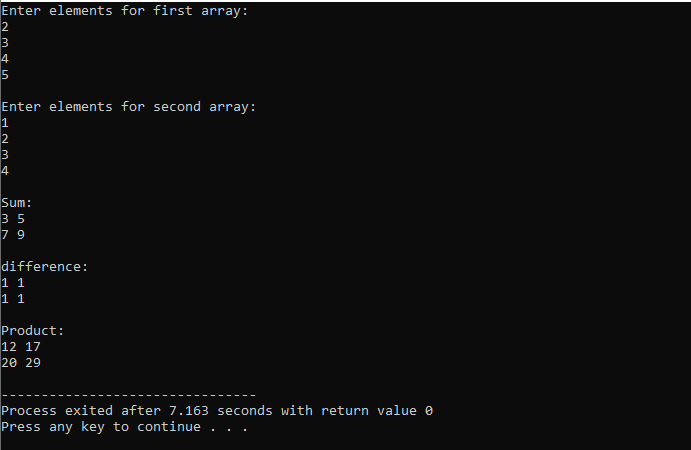 Enter elements for first array:
2
3
4
5
Enter elements for second array:
1
2
3
4
Sum:
3 5
7 9
difference:
1 1
1 1
Product:
12 17
20 29
--------------------------------
Process exited after 7.163 seconds with return value 0
Press any key to continue . . .